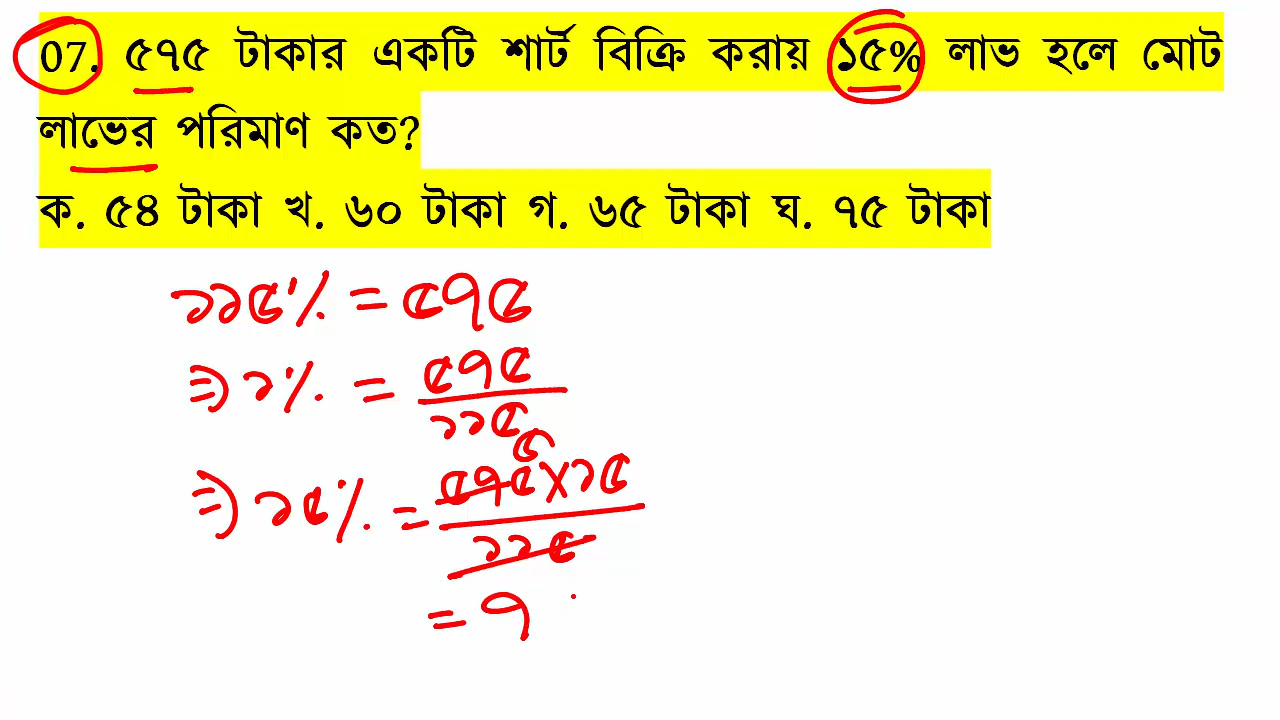 07. ৫৭৫ টাকার একটি শার্ট বিক্রি করায় ১৫% লাভ হলে মোট
লাভের পরিমাণ কত?
ক. ৫৪ টাকা খ. ৬০ টাকা গ. ৬৫ টাকা ঘ. ৭৫ টাকা
১১৫% = ৫৭৫
⇒ ১% = ৫৭৫/১১৫
⇒ ১৫% = ৫৭৫ ৫ × ১৫/১১৫
= ৭